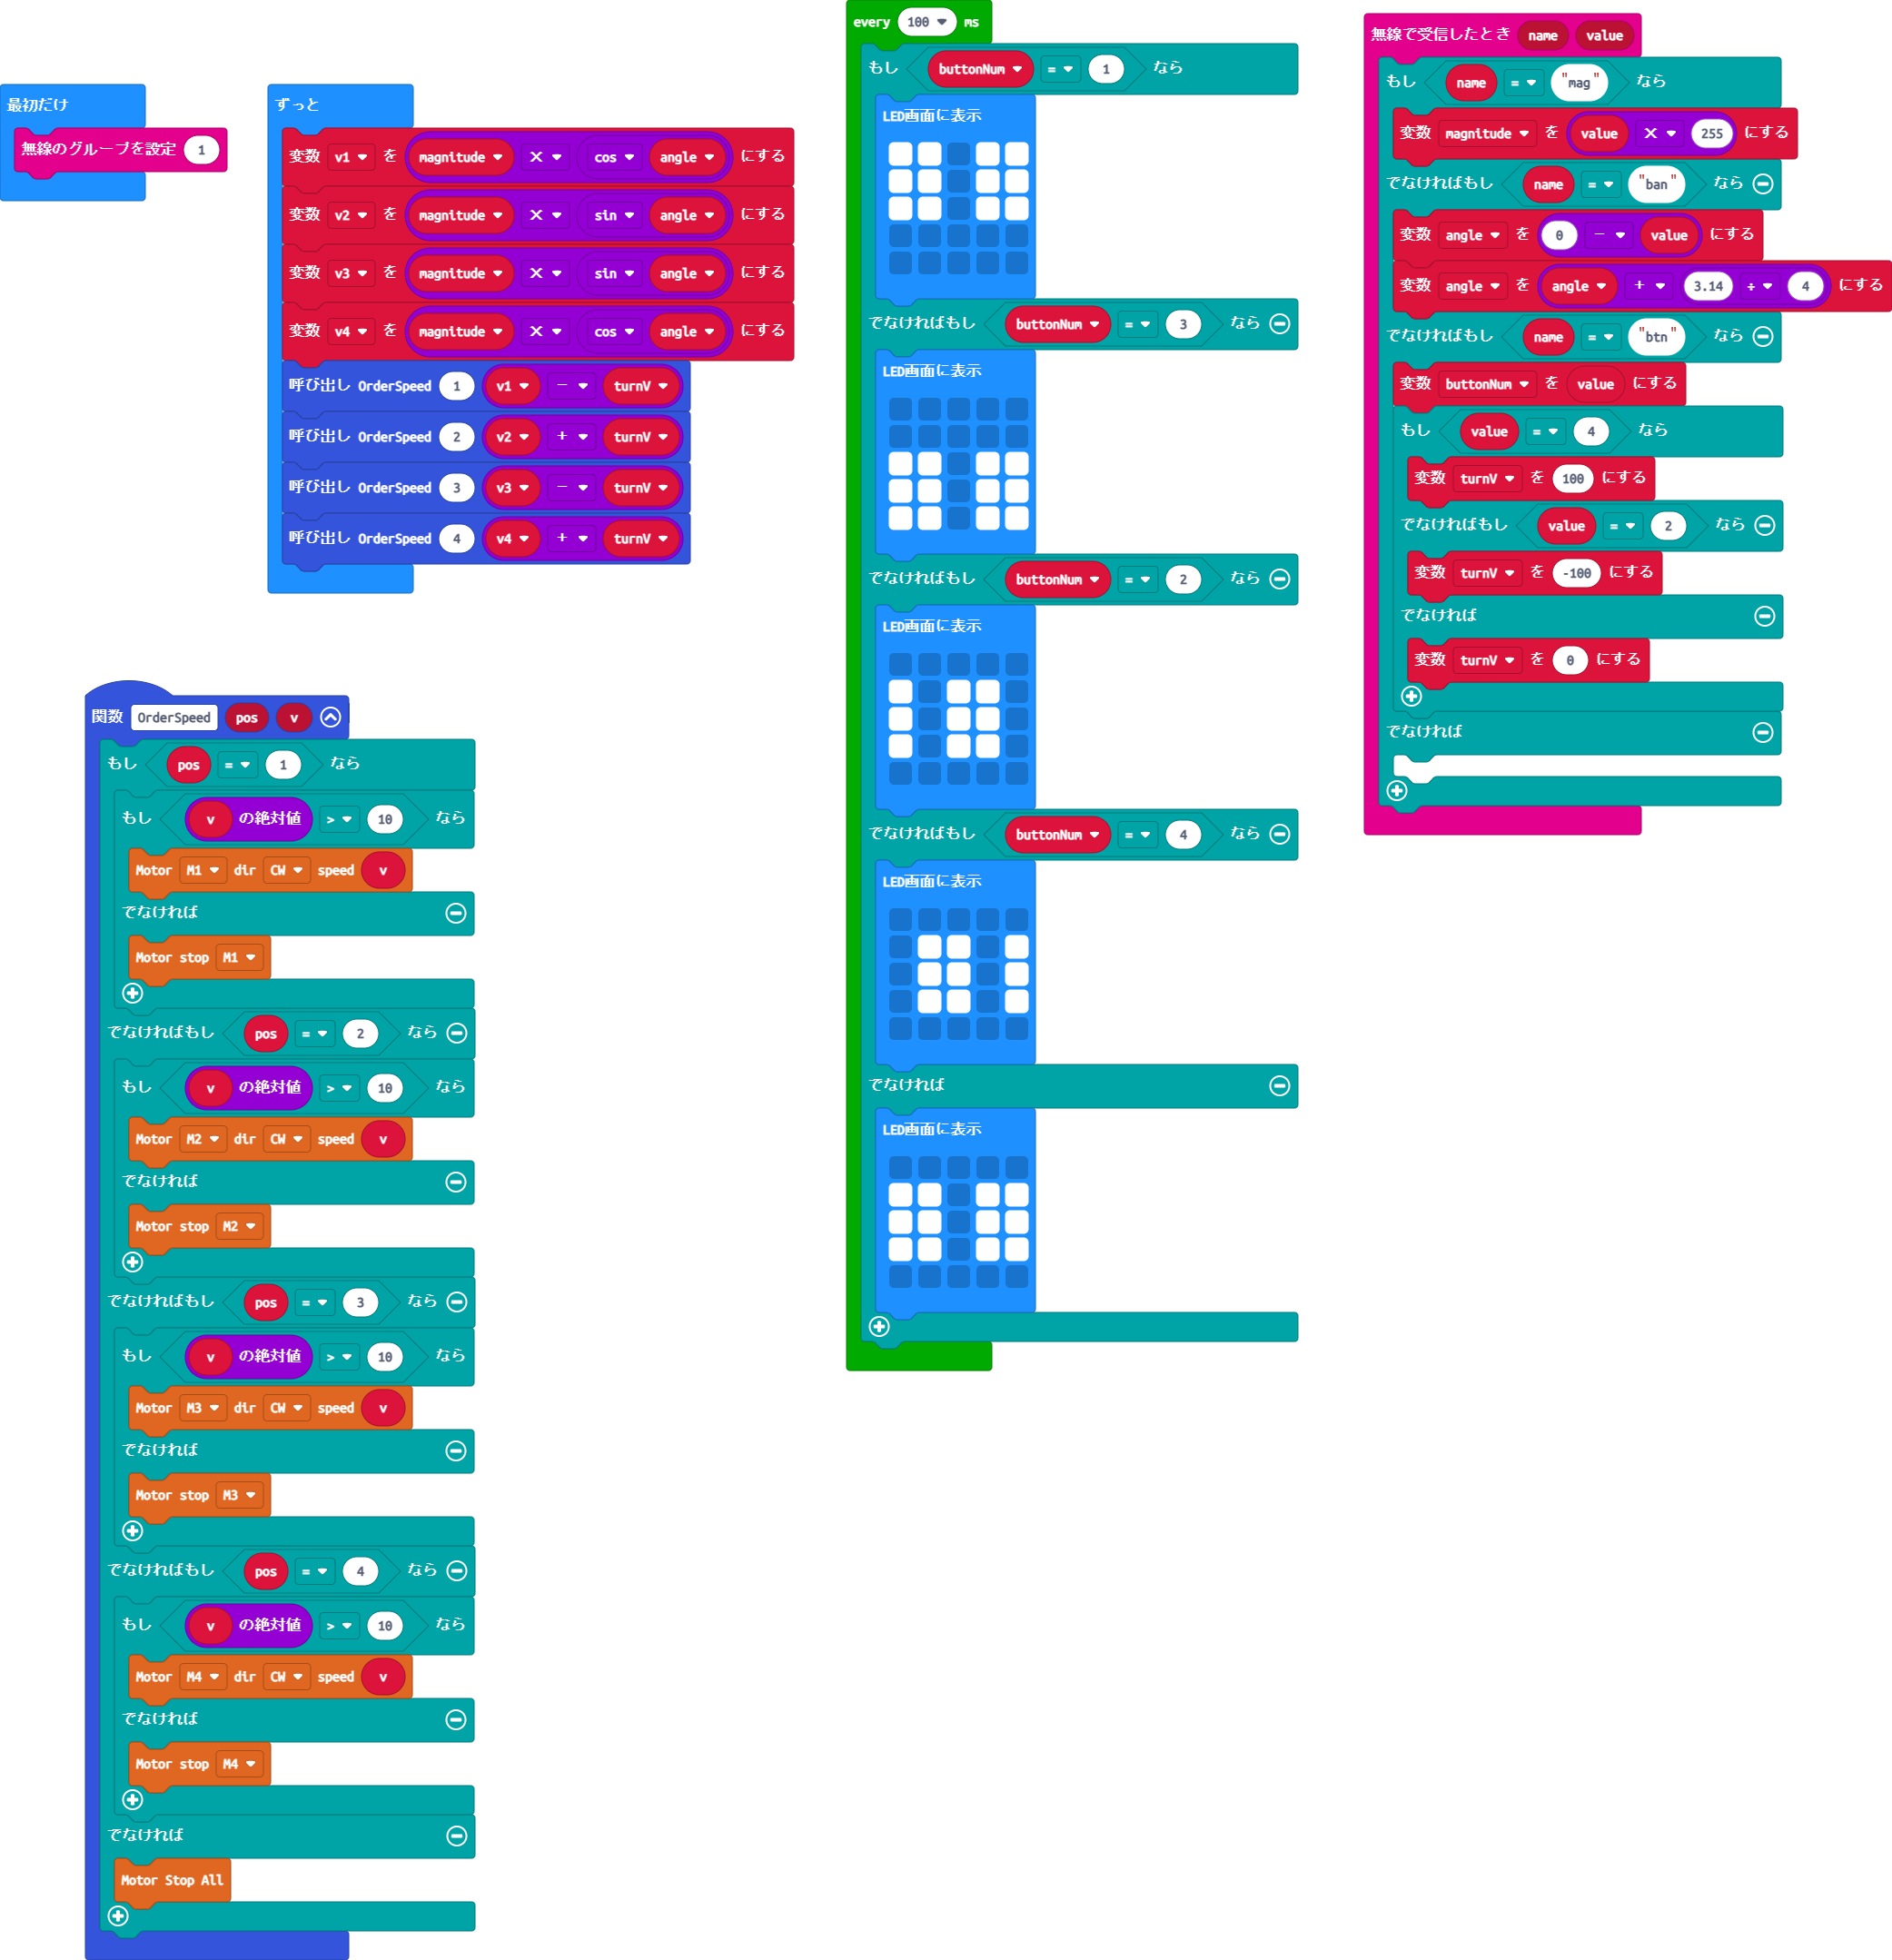 最初だけ
無線のグループを設定 1
ずっと
変数 v1 を magnitude × cos angle にする
変数 v2 を magnitude × sin angle にする
変数 v3 を magnitude × sin angle にする
変数 v4 を magnitude × cos angle にする
呼び出し OrderSpeed 1 v1 - turnV
呼び出し OrderSpeed 2 v2 + turnV
呼び出し OrderSpeed 3 v3 - turnV
呼び出し OrderSpeed 4 v4 + turnV
関数 OrderSpeed pos v
もし pos = 1 なら
もし v の絶対値 > 10 なら
Motor M1 dir CW speed v
でなければ
Motor stop M1
でなければもし pos = 2 なら
もし v の絶対値 > 10 なら
Motor M2 dir CW speed v
でなければ
Motor stop M2
でなければもし pos = 3 なら
もし v の絶対値 > 10 なら
Motor M3 dir CW speed v
でなければ
Motor stop M3
でなければもし pos = 4 なら
もし v の絶対値 > 10 なら
Motor M4 dir CW speed v
でなければ
Motor stop M4
でなければ
Motor Stop All
every 100 ms
もし buttonNum = 1 なら
LED画面に表示
でなければもし buttonNum = 3 なら
LED画面に表示
でなければもし buttonNum = 2 なら
LED画面に表示
でなければもし buttonNum = 4 なら
LED画面に表示
でなければ
LED画面に表示
無線で受信したとき name value
もし name = "mag" なら
変数 magnitude を value × 255 にする
でなければもし name = "ban" なら
変数 angle を 0 - value にする
変数 angle を angle + 3.14 ÷ 4 にする
でなければもし name = "btn" なら
変数 buttonNum を value にする
もし value = 4 なら
変数 turnV を 100 にする
でなければもし value = 2 なら
変数 turnV を -100 にする
でなければ
変数 turnV を 0 にする
でなければ